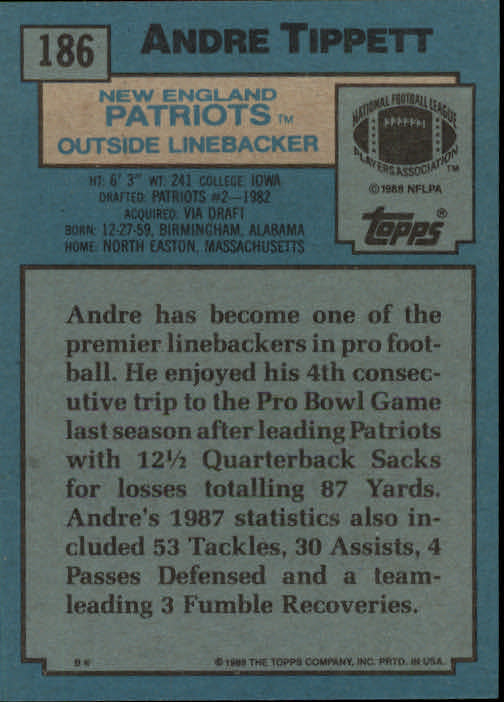 186
ANDRE TIPPETT
NEW ENGLAND
PATRIOTS TM
OUTSIDE LINEBACKER
NATIONAL FOOTBALL LEAGUE
PLAYERS ASSOCIATION TM
© 1988 NFLPA
topps®
HT: 6' 3" WT: 241 COLLEGE: IOWA
DRAFTED: PATRIOTS #2—1982
ACQUIRED: VIA DRAFT
BORN: 12-27-59, BIRMINGHAM, ALABAMA
HOME: NORTH EASTON, MASSACHUSETTS
Andre has become one of the
premier linebackers in pro foot-
ball. He enjoyed his 4th consec-
utive trip to the Pro Bowl Game
last season after leading Patriots
with 12½ Quarterback Sacks
for losses totalling 87 Yards.
Andre's 1987 statistics also in-
cluded 53 Tackles, 30 Assists, 4
Passes Defensed and a team-
leading 3 Fumble Recoveries.
© 1988 THE TOPPS COMPANY, INC. PRTD. IN USA.